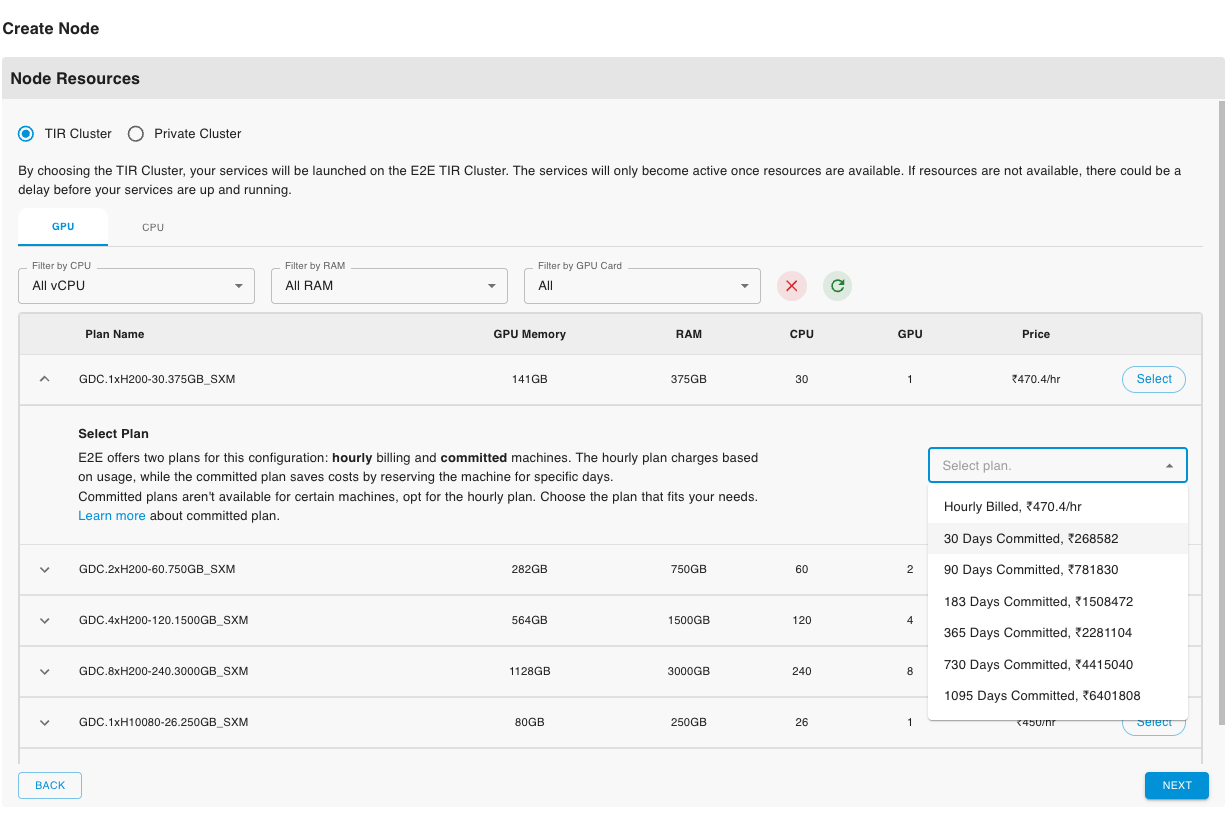 Create Node
Node Resources
TIR Cluster Private Cluster
By choosing the TIR Cluster, your services will be launched on the E2E TIR Cluster. The services will only become active once resources are available. If resources are not available, there could be a
delay before your services are up and running.
GPU CPU
Filter by CPU Filter by RAM Filter by GPU Card
All vCPU All RAM All
Plan Name GPU Memory RAM CPU GPU Price
GDC.1xH200-30.375GB_SXM 141GB 375GB 30 1 ₹470.4/hr Select
Select Plan
E2E offers two plans for this configuration: hourly billing and committed machines. The hourly plan charges based
on usage, while the committed plan saves costs by reserving the machine for specific days.
Committed plans aren't available for certain machines, opt for the hourly plan. Choose the plan that fits your needs.
Learn more about committed plan.
Select plan.
Hourly Billed, ₹470.4/hr
30 Days Committed, ₹268582
90 Days Committed, ₹781830
183 Days Committed, ₹1508472
365 Days Committed, ₹2281104
730 Days Committed, ₹4415040
1095 Days Committed, ₹6401808
GDC.2xH200-60.750GB_SXM 282GB 750GB 60 2
GDC.4xH200-120.1500GB_SXM 564GB 1500GB 120 4
GDC.8xH200-240.3000GB_SXM 1128GB 3000GB 240 8
GDC.1xH10080-26.250GB_SXM 80GB 250GB 26 1 ₹450/hr Select
BACK NEXT